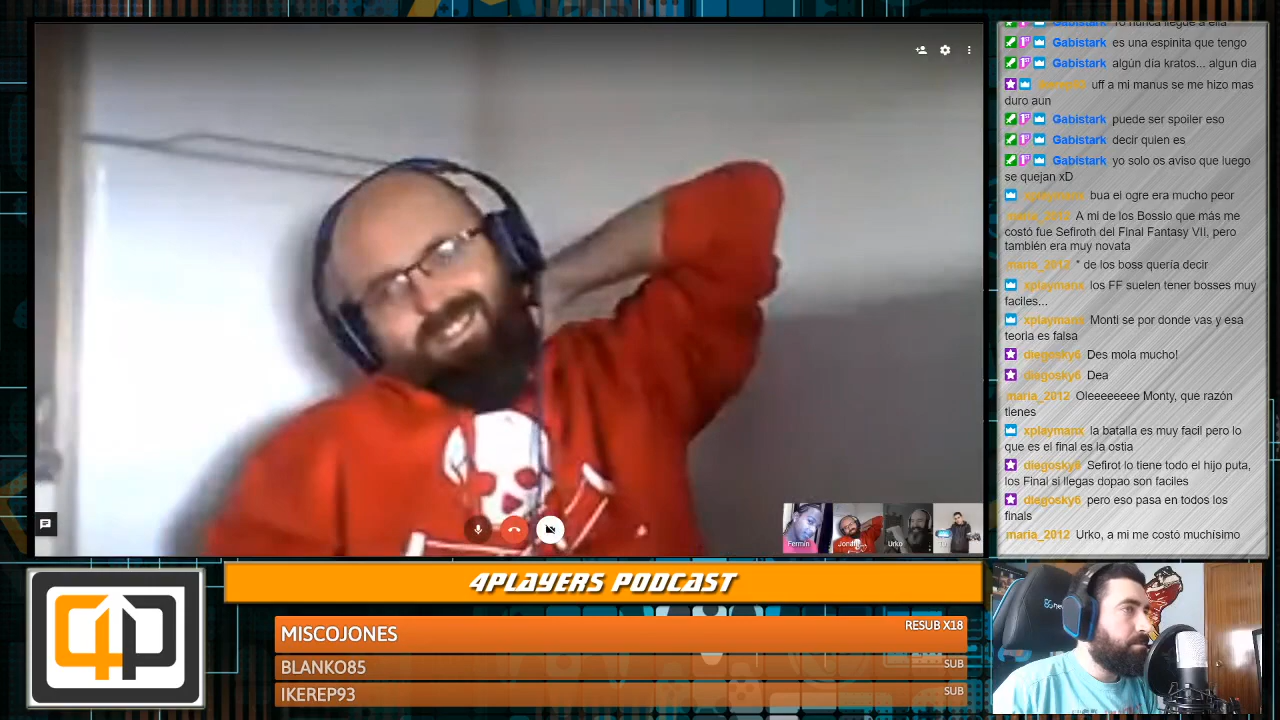 Gabistark Yo nunca llegue a ella
Gabistark es una espinita que tengo
Gabistark algún día kratos... algun dia
uff a mi manus se me hizo mas
duro aun
Gabistark puede ser spoiler eso
Gabistark decir quien es
Gabistark yo solo os aviso que luego
se quejan xD
xplaymanx bua el ogre era mucho peor
maria_2012 A mi de los Bossio que más me
costó fue Sefiroth del Final Fantasy VII, pero
también era muy novata
maria_2012 * de los boss quería decir
xplaymanx los FF suelen tener bosses muy
faciles...
xplaymanx Monti se por donde vas y esa
teoria es falsa
diegosky6 Des mola mucho!
diegosky6 Dea
maria_2012 Oleeeeeeee Monty, que razón
tienes
xplaymanx la batalla es muy facil pero lo
que es el final es la ostia
diegosky6 Sefirot lo tiene todo el hijo puta,
los Final si llegas dopao son faciles
diegosky6 pero eso pasa en todos los
finals
maria_2012 Urko, a mi me costó muchísimo
Fermín
Urko
4PLAYERS PODCAST
4P
MISCOJONES
RESUB X18
BLANKO85
SUB
IKEREP93
SUB